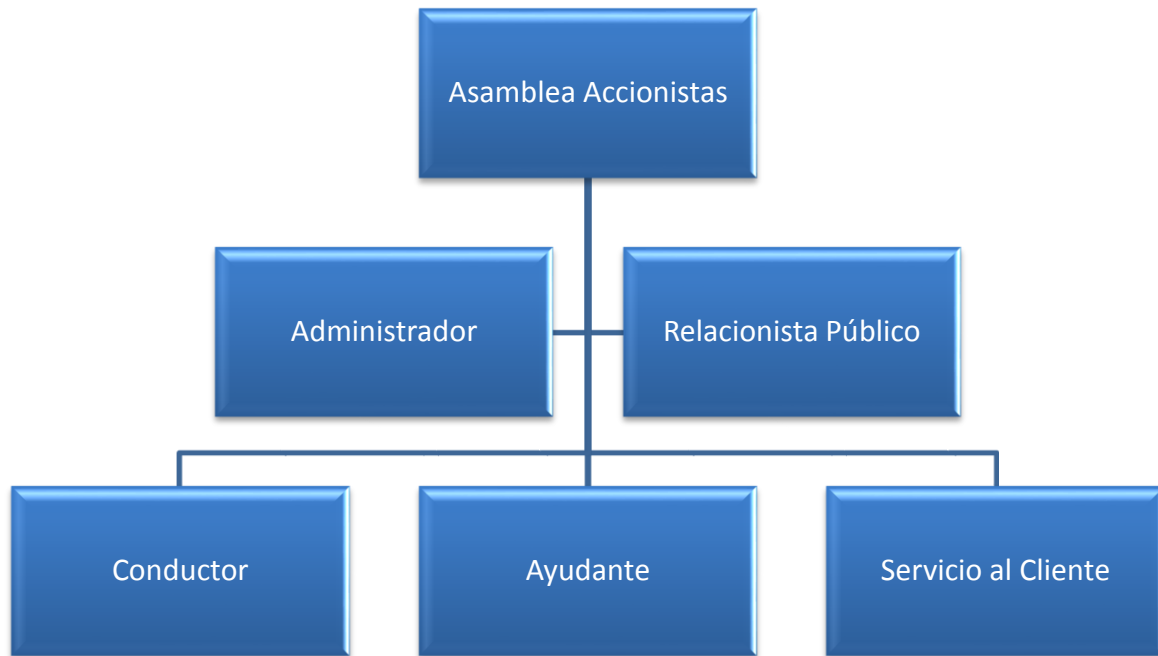 Asamblea Accionistas
Administrador
Relacionista Público
Conductor
Ayudante
Servicio al Cliente